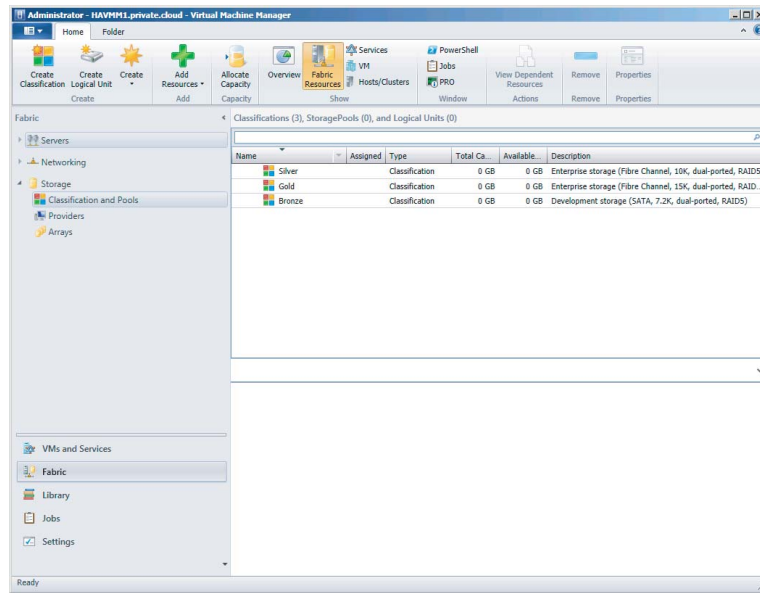 Administrator - HAVMM1.private.cloud - Virtual Machine Manager
Home Folder
Create Classification
Create Logical Unit
Create
Add Resources
Allocate Capacity
Overview
Fabric Resources
Services
VM
Hosts/Clusters
PowerShell
Jobs
PRO
View Dependent Resources
Remove
Properties
Create Add Capacity Show Window Actions Remove Properties
Fabric
Servers
Networking
Storage
Classification and Pools
Providers
Arrays
VMs and Services
Fabric
Library
Jobs
Settings
Classifications (3), StoragePools (0), and Logical Units (0)
Name Assigned Type Total Ca... Available... Description
Silver Classification 0 GB 0 GB Enterprise storage (Fibre Channel, 10K, dual-ported, RAID5
Gold Classification 0 GB 0 GB Enterprise storage (Fibre Channel, 15K, dual-ported, RAID...
Bronze Classification 0 GB 0 GB Development storage (SATA, 7.2K, dual-ported, RAID5)
Ready